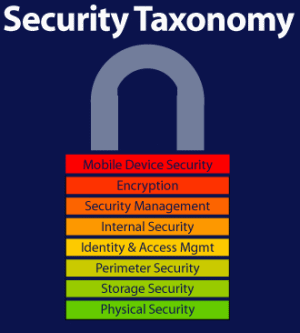 Security Taxonomy
Mobile Device Security
Encryption
Security Management
Internal Security
Identity & Access Mgmt
Perimeter Security
Storage Security
Physical Security